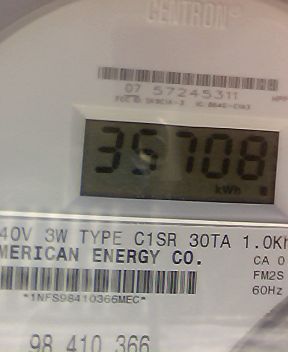 CENTRON®
07 57245311
35708
kWh
40V 3W TYPE C1SR 30TA 1.0Kh
MERICAN ENERGY CO.
CA 0
FM2S
60Hz
*1NFS98410366MEC*
98 410 366